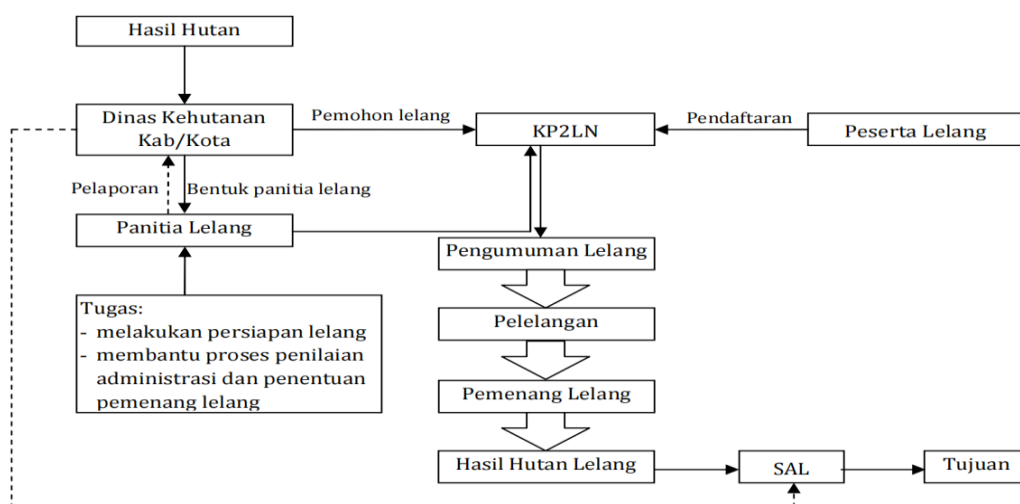 Hasil Hutan
Dinas Kehutanan
Kab/Kota
Pemohon lelang
KP2LN
Pendaftaran
Peserta Lelang
Pelaporan
Bentuk panitia lelang
Panitia Lelang
Pengumuman Lelang
Tugas:
- melakukan persiapan lelang
- membantu proses penilaian
administrasi dan penentuan
pemenang lelang
Pelelangan
Pemenang Lelang
Hasil Hutan Lelang
SAL
Tujuan